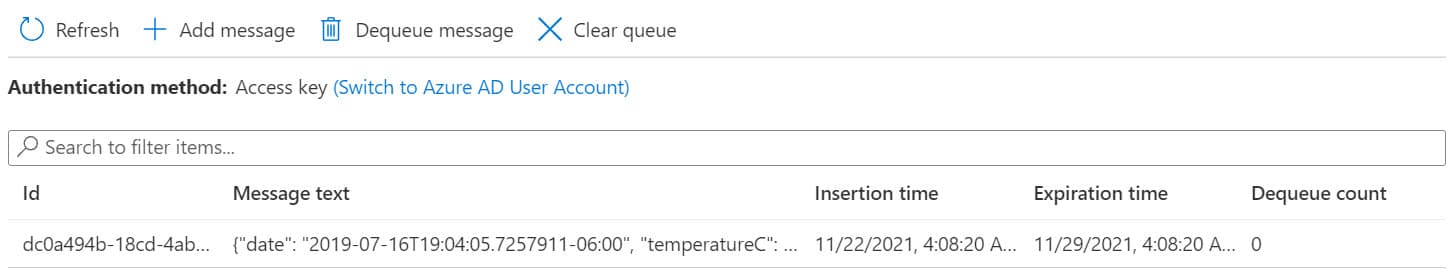 Refresh Add message Dequeue message Clear queue
Authentication method: Access key (Switch to Azure AD User Account)
Search to filter items...
Id Message text Insertion time Expiration time Dequeue count
dc0a494b-18cd-4ab... {"date": "2019-07-16T19:04:05.7257911-06:00", "temperatureC": ... 11/22/2021, 4:08:20 A... 11/29/2021, 4:08:20 A... 0